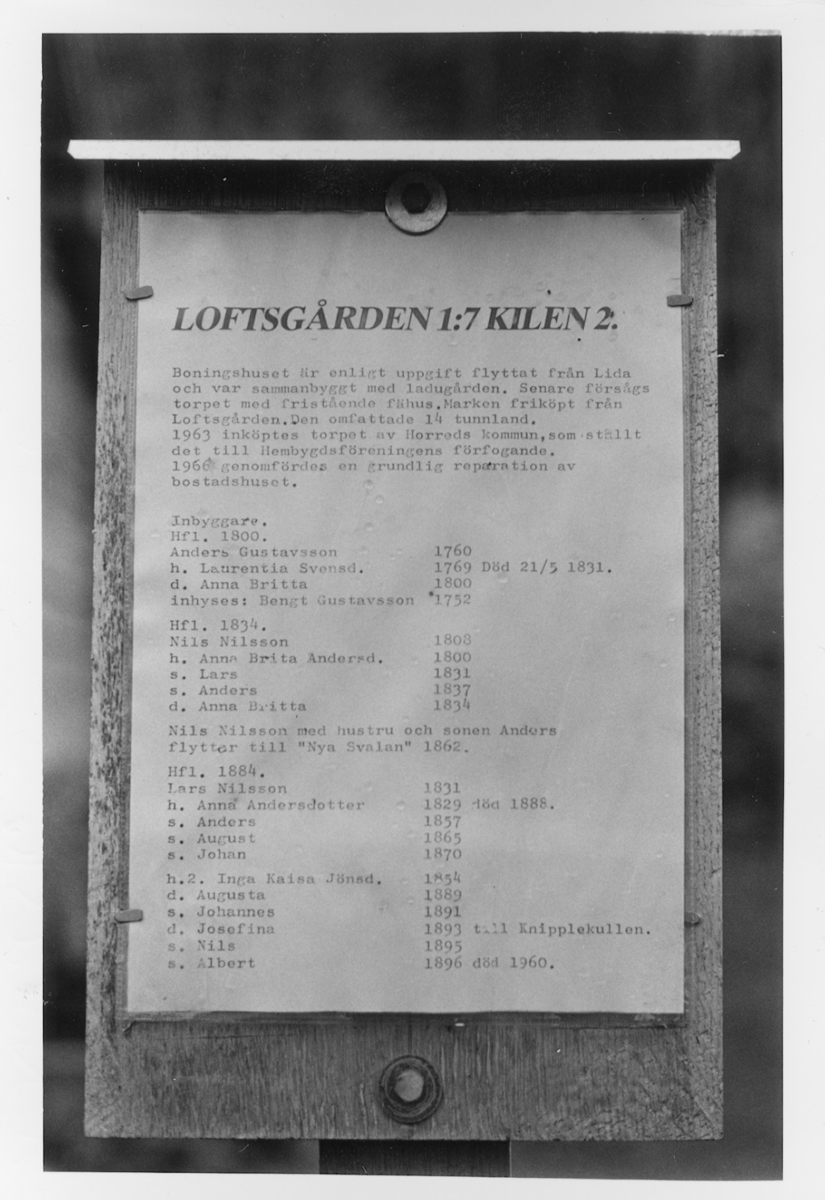 LOFTSGÅRDEN 1:7 KILEN 2.
Boningshuset är enligt uppgift flyttat från Lida
och var sammanbyggt med ladugården. Senare försågs
torpet med fristående fähus.Marken friköpt från
Loftsgården.Den omfattade 14 tunnland.
1963 inköptes torpet av Horreds kommun,som ställt
det till Hembygdsföreningens förfogande.
1966 genomfördes en grundlig reparation av
bostadshuset.
Inbyggare.
Hfl. 1800.
Anders Gustavsson 1760
h. Laurentia Svensd. 1769 Död 21/5 1831.
d. Anna Britta 1800
inhyses: Bengt Gustavsson 1752
Hfl. 1834.
Nils Nilsson 1808
h. Anna Brita Andersd. 1800
s. Lars 1831
s. Anders 1837
d. Anna Britta 1834
Nils Nilsson med hustru och sonen Anders
flyttar till "Nya Svalan" 1862.
Hfl. 1884.
Lars Nilsson 1831
h. Anna Andersdotter 1829 död 1888.
s. Anders 1857
s. August 1865
s. Johan 1870
h.2. Inga Kaisa Jönsd. 1854
d. Augusta 1889
s. Johannes 1891
d. Josefina 1893 till Knipplekullen.
s. Nils 1895
s. Albert 1896 död 1960.